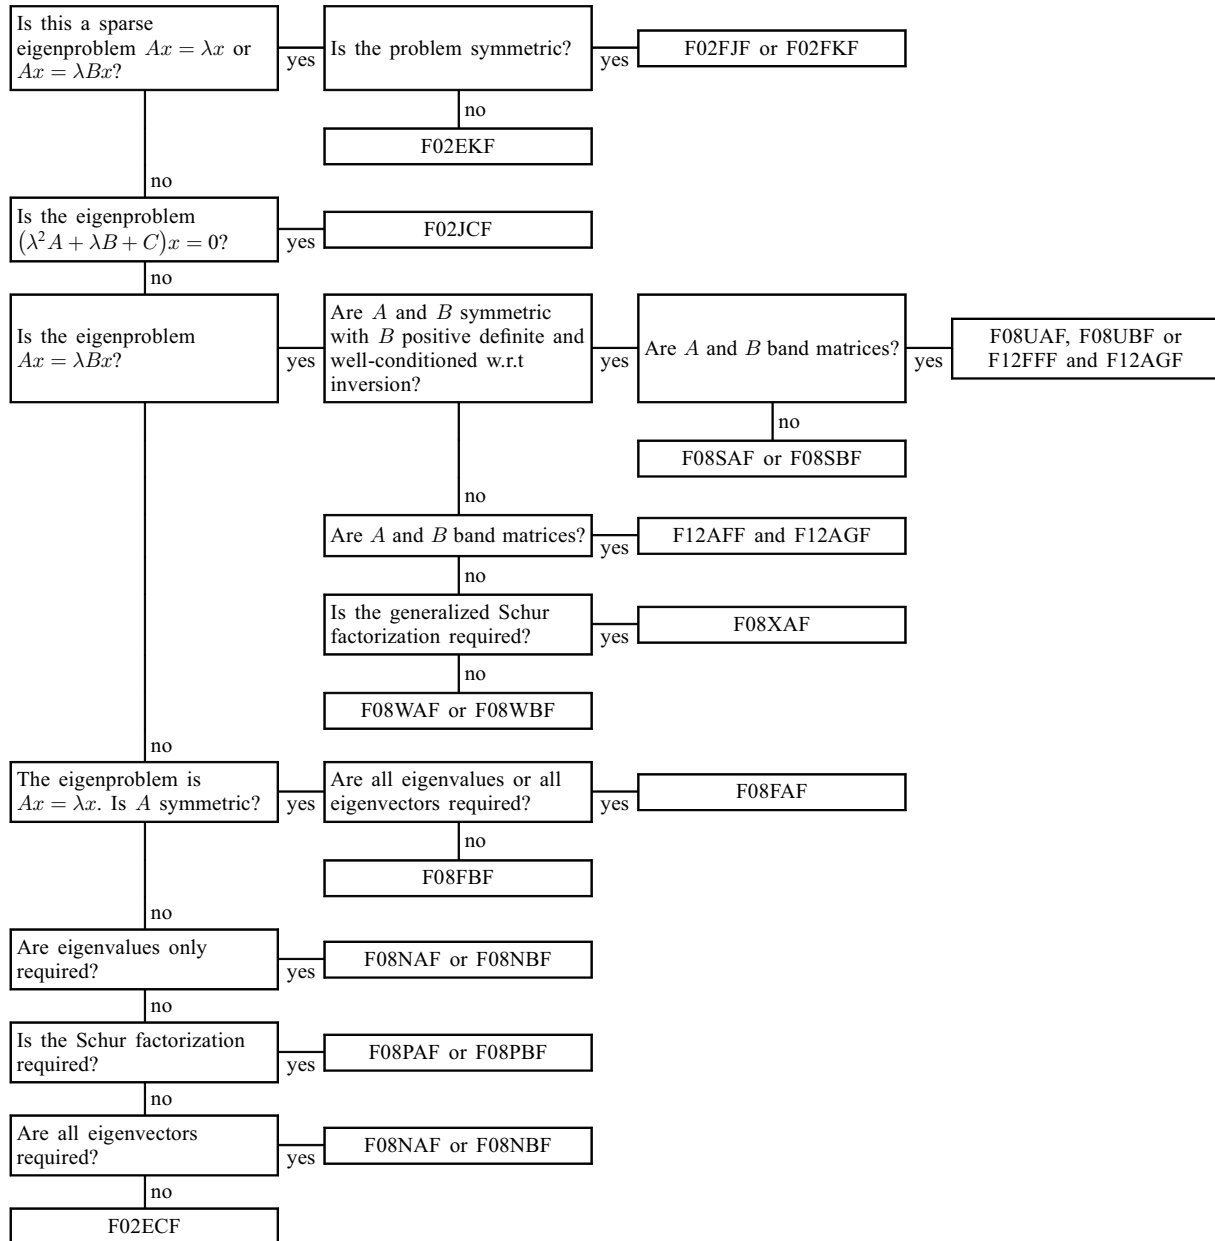 Is this a sparse
eigenproblem Ax = λx or
Ax = λBx?
yes
Is the problem symmetric?
yes
F02FJF or F02FKF
no
F02EKF
no
Is the eigenproblem
(λ²A + λB + C)x = 0?
yes
F02JCF
no
Is the eigenproblem
Ax = λBx?
yes
Are A and B symmetric
with B positive definite and
well-conditioned w.r.t
inversion?
yes
Are A and B band matrices?
yes
F08UAF, F08UBF or
F12FFF and F12AGF
no
F08SAF or F08SBF
no
Are A and B band matrices?
yes
F12AFF and F12AGF
no
Is the generalized Schur
factorization required?
yes
F08XAF
no
F08WAF or F08WBF
no
The eigenproblem is
Ax = λx. Is A symmetric?
yes
Are all eigenvalues or all
eigenvectors required?
yes
F08FAF
no
F08FBF
no
Are eigenvalues only
required?
yes
F08NAF or F08NBF
no
Is the Schur factorization
required?
yes
F08PAF or F08PBF
no
Are all eigenvectors
required?
yes
F08NAF or F08NBF
no
F02ECF